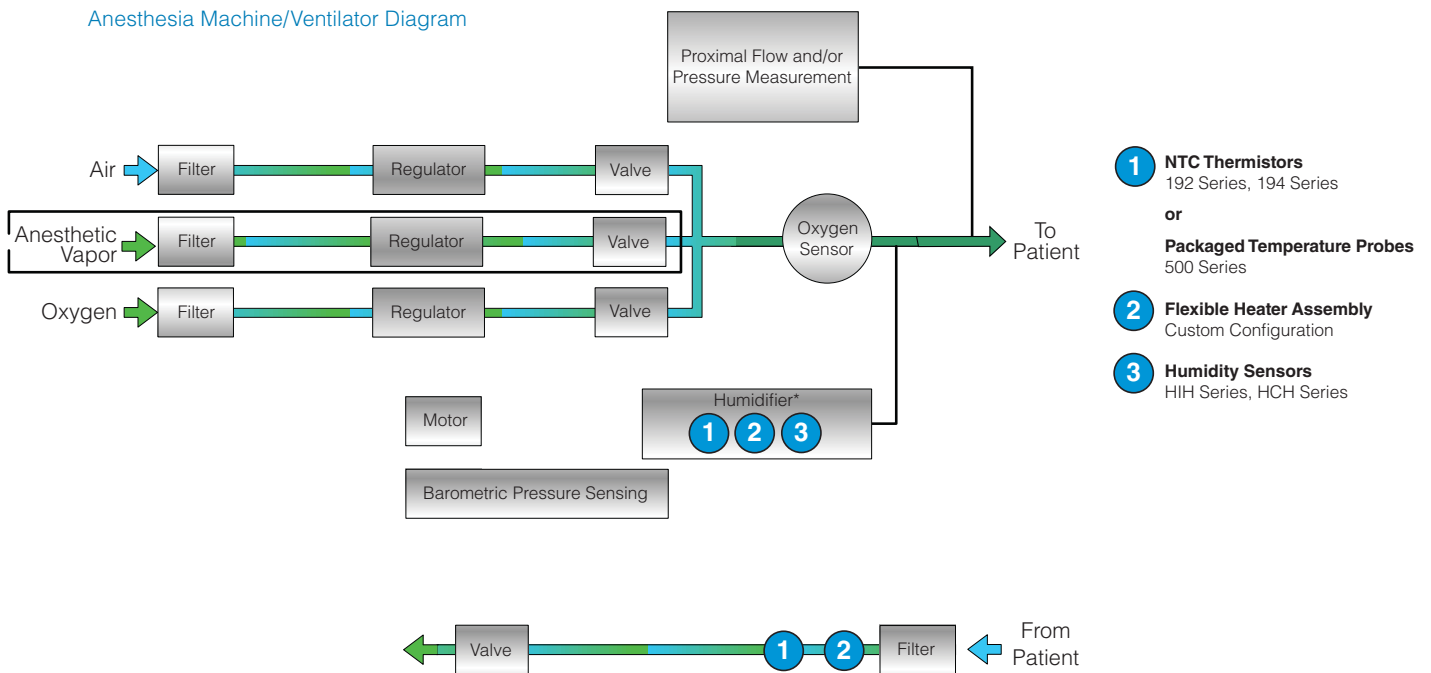 Anesthesia Machine/Ventilator Diagram
Proximal Flow and/or
Pressure Measurement
Air
Filter
Regulator
Valve
Anesthetic
Vapor
Filter
Regulator
Valve
Oxygen
Sensor
To
Patient
Oxygen
Filter
Regulator
Valve
Motor
Humidifier*
1 2 3
Barometric Pressure Sensing
Valve
1
2
Filter
From
Patient
1 NTC Thermistors
192 Series, 194 Series
or
Packaged Temperature Probes
500 Series
2 Flexible Heater Assembly
Custom Configuration
3 Humidity Sensors
HIH Series, HCH Series